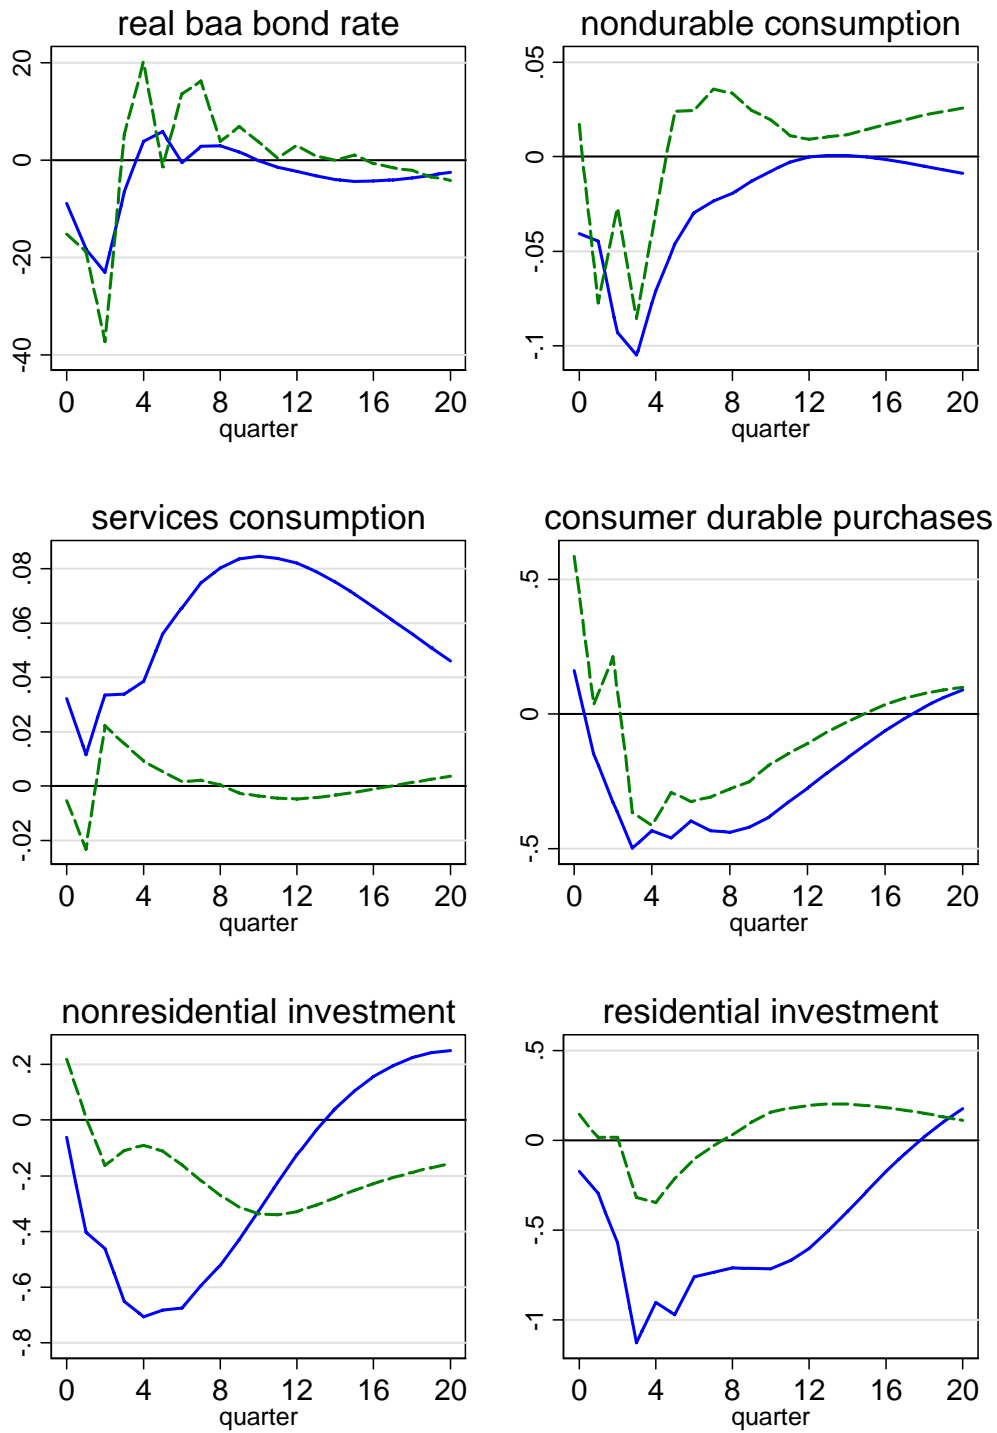 real baa bond rate
20
0
-20
-40
0 4 8 12 16 20
quarter
nondurable consumption
.05
0
-.05
-.1
0 4 8 12 16 20
quarter
services consumption
.08
.06
.04
.02
0
-.02
0 4 8 12 16 20
quarter
consumer durable purchases
.5
0
-.5
0 4 8 12 16 20
quarter
nonresidential investment
.2
0
-.2
-.4
-.6
-.8
0 4 8 12 16 20
quarter
residential investment
.5
0
-.5
-1
0 4 8 12 16 20
quarter